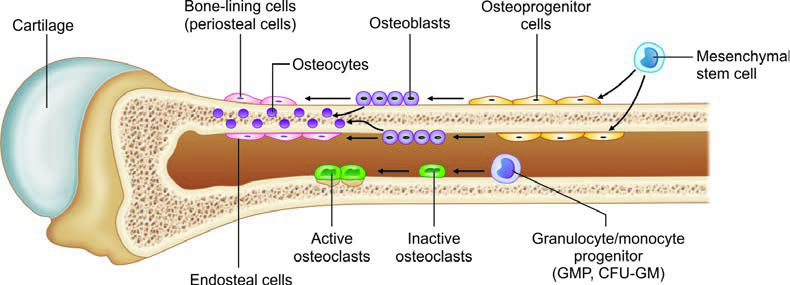 Bone-lining cells
(periosteal cells)
Osteoprogenitor
cells
Cartilage
Osteoblasts
Osteocytes
Mesenchymal
stem cell
Active
osteoclasts
Inactive
osteoclasts
Granulocyte/monocyte
progenitor
(GMP, CFU-GM)
Endosteal cells